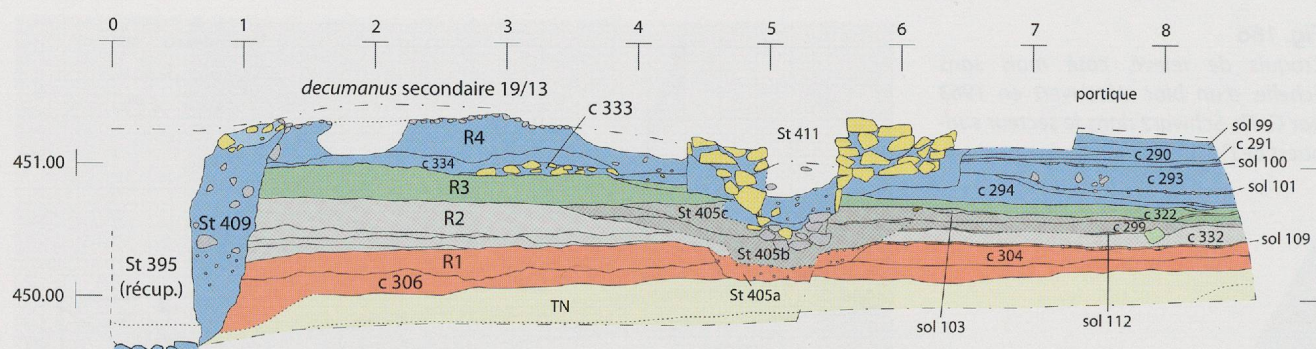 0 1 2 3 4 5 6 7 8
decumanus secondaire 19/13
portique
c 333
St 411
sol 99
R4
c 291
451.00
c 334
c 290
sol 100
c 293
R3
c 294
sol 101
St 409
R2
St 405c
c 322
c 299
c 332
sol 109
St 395
(récup.)
R1
St 405b
c 304
c 306
450.00
TN
St 405a
sol 103
sol 112